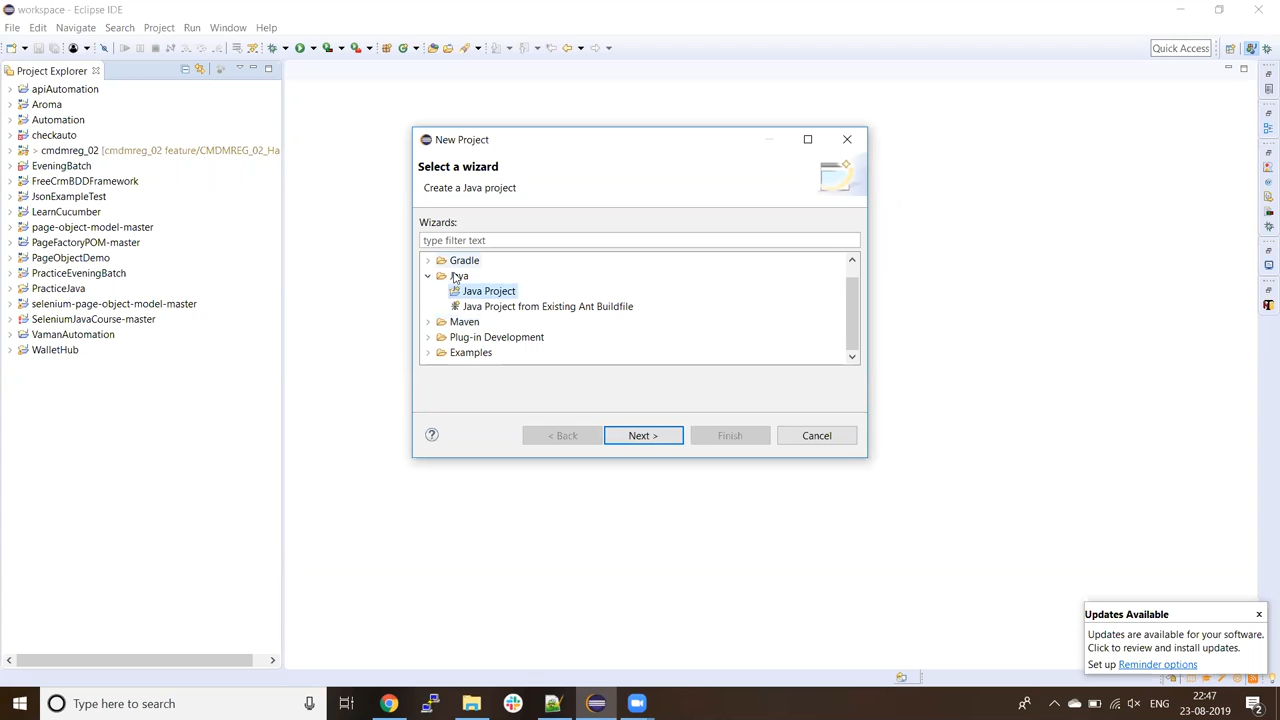 workspace - Eclipse IDE
File Edit Navigate Search Project Run Window Help
Quick Access
Project Explorer
apiAutomation
Aroma
Automation
checkauto
> cmdmreg_02 [cmdmreg_02 feature/CMDMREG_02_Ha
EveningBatch
FreeCrmBDDFramework
JsonExampleTest
LearnCucumber
page-object-model-master
PageFactoryPOM-master
PageObjectDemo
PracticeEveningBatch
PracticeJava
selenium-page-object-model-master
SeleniumJavaCourse-master
VamanAutomation
WalletHub
New Project
Select a wizard
Create a Java project
Wizards:
type filter text
Gradle
Java
Java Project
Java Project from Existing Ant Buildfile
Maven
Plug-in Development
Examples
< Back
Next >
Finish
Cancel
Updates Available
Updates are available for your software.
Click to review and install updates.
Set up Reminder options
Type here to search
ENG
22:47
23-08-2019
2